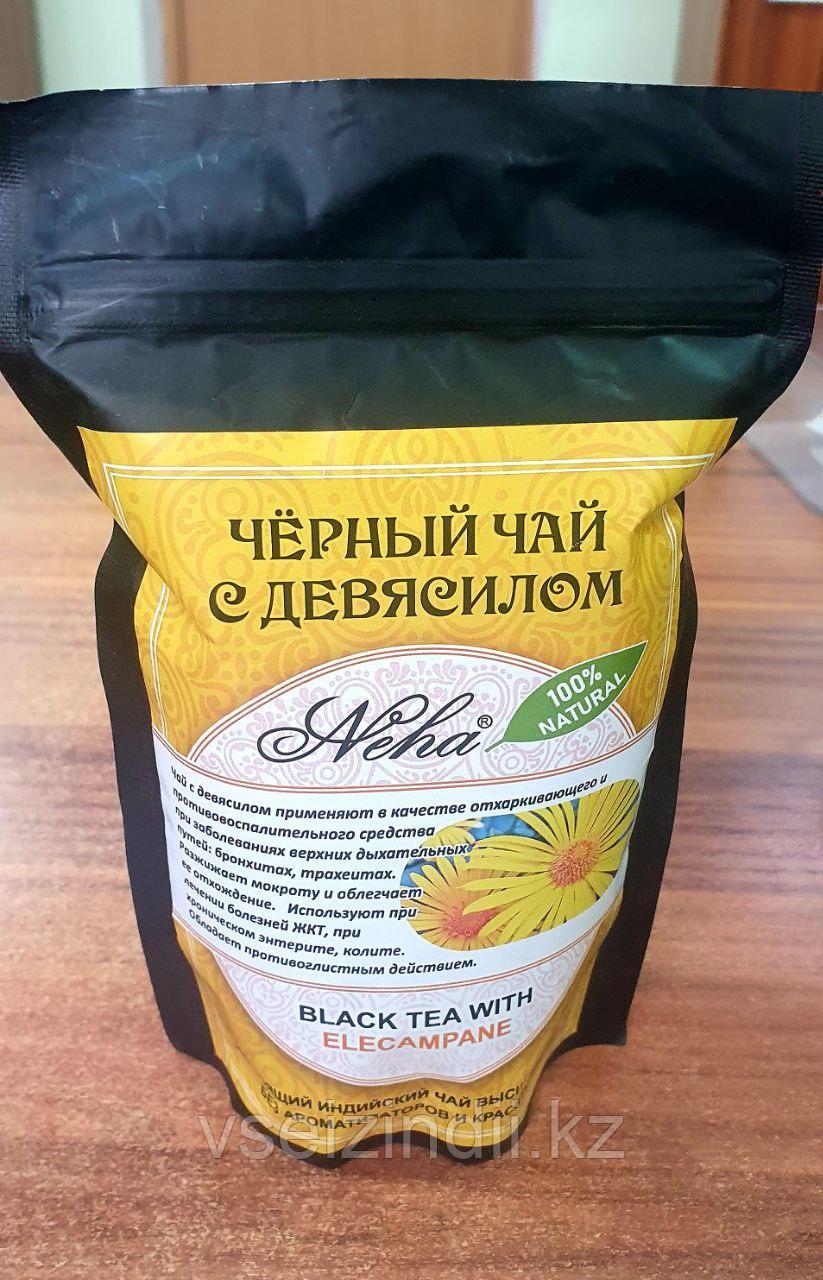 ЧЁРНЫЙ ЧАЙ
С ДЕВЯСИЛОМ
Neha®
100%
NATURAL
Чай с девясилом применяют в качестве отхаркивающего и
противовоспалительного средства
при заболеваниях верхних дыхательных
путей: бронхитах, трахеитах.
Разжижает мокроту и облегчает
ее отхождение. Используют при
лечении болезней ЖКТ, при
хроническом энтерите, колите.
Обладает противоглистным действием.
BLACK TEA WITH
ELECAMPANE
ИНДИЙСКИЙ ЧАЙ
АРОМАТИЗАТОРОВ И
vseizindii.kz